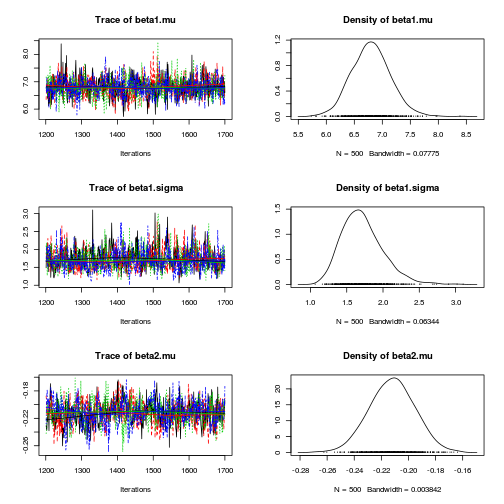 Trace of beta1.mu
6.0 7.0 8.0
1200 1300 1400 1500 1600 1700
Iterations
Density of beta1.mu
0.0 0.4 0.8 1.2
5.5 6.0 6.5 7.0 7.5 8.0 8.5
N = 500 Bandwidth = 0.07775
Trace of beta1.sigma
1.0 1.5 2.0 2.5 3.0
1200 1300 1400 1500 1600 1700
Iterations
Density of beta1.sigma
0.0 0.5 1.0 1.5
1.0 1.5 2.0 2.5 3.0
N = 500 Bandwidth = 0.06344
Trace of beta2.mu
-0.26 -0.22 -0.18
1200 1300 1400 1500 1600 1700
Iterations
Density of beta2.mu
0 5 10 15 20
-0.28 -0.26 -0.24 -0.22 -0.20 -0.18 -0.16
N = 500 Bandwidth = 0.003842